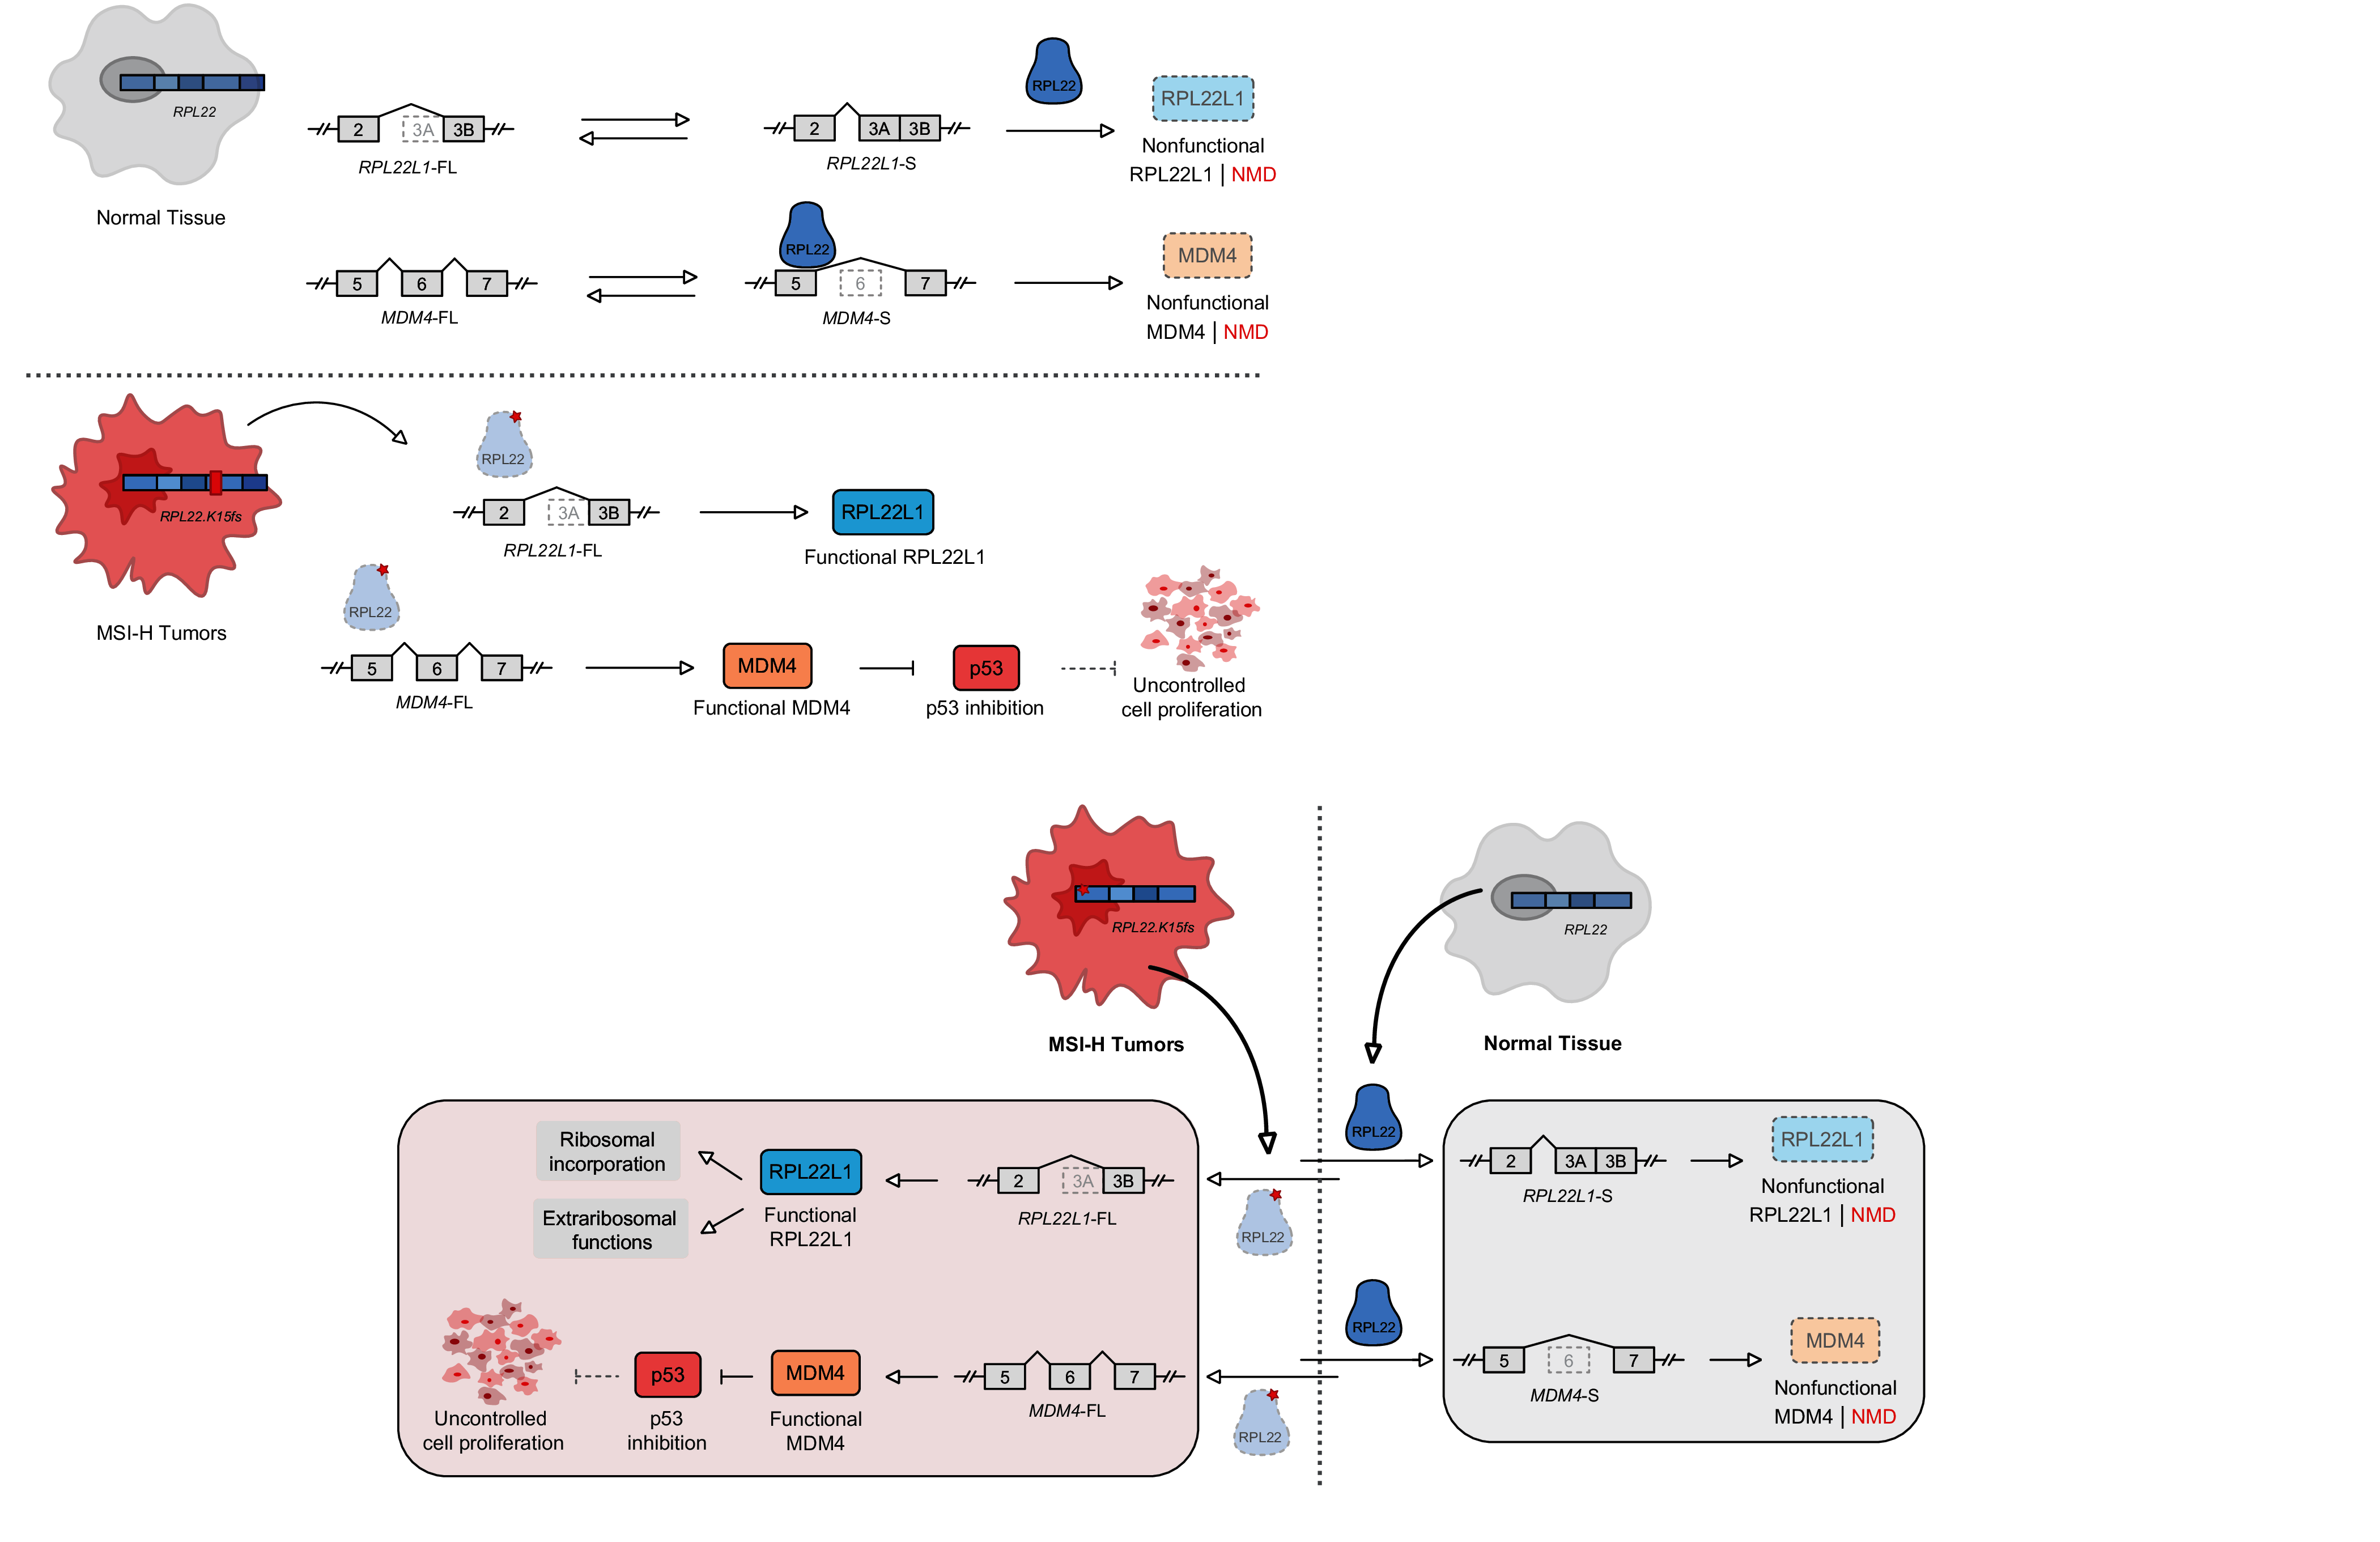 RPL22
Normal Tissue
2 3A 3B
RPL22L1-FL
2 3A 3B
RPL22L1-S
RPL22
RPL22L1
Nonfunctional
RPL22L1 | NMD
5 6 7
MDM4-FL
RPL22
5 6 7
MDM4-S
MDM4
Nonfunctional
MDM4 | NMD
RPL22.K15fs
MSI-H Tumors
RPL22
2 3A 3B
RPL22L1-FL
RPL22L1
Functional RPL22L1
RPL22
5 6 7
MDM4-FL
MDM4
Functional MDM4
p53
p53 inhibition
Uncontrolled
cell proliferation
RPL22.K15fs
MSI-H Tumors
RPL22
Normal Tissue
Ribosomal
incorporation
Extraribosomal
functions
RPL22L1
Functional
RPL22L1
2 3A 3B
RPL22L1-FL
RPL22
RPL22
2 3A 3B
RPL22L1-S
RPL22L1
Nonfunctional
RPL22L1 | NMD
Uncontrolled
cell proliferation
p53
p53
inhibition
MDM4
Functional
MDM4
5 6 7
MDM4-FL
RPL22
RPL22
5 6 7
MDM4-S
MDM4
Nonfunctional
MDM4 | NMD